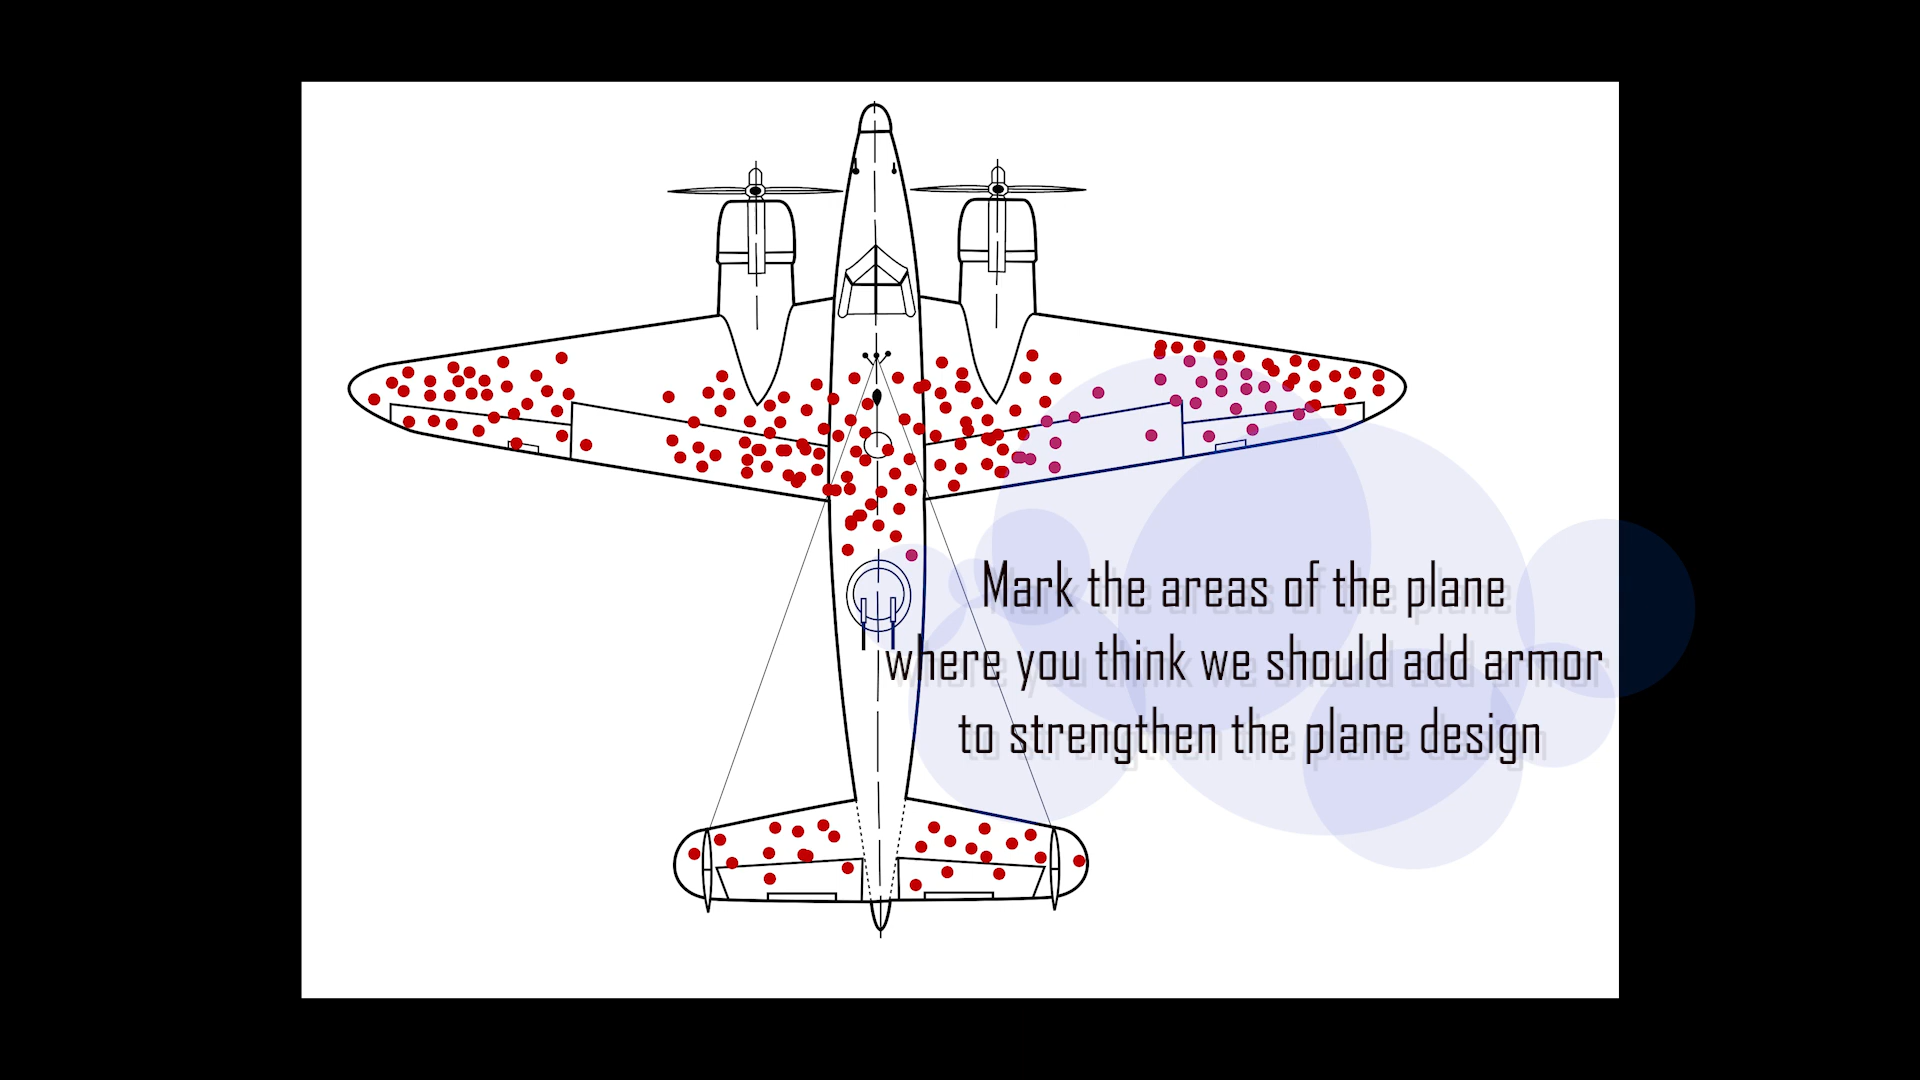 Mark the areas of the plane
where you think we should add armor
to strengthen the plane design